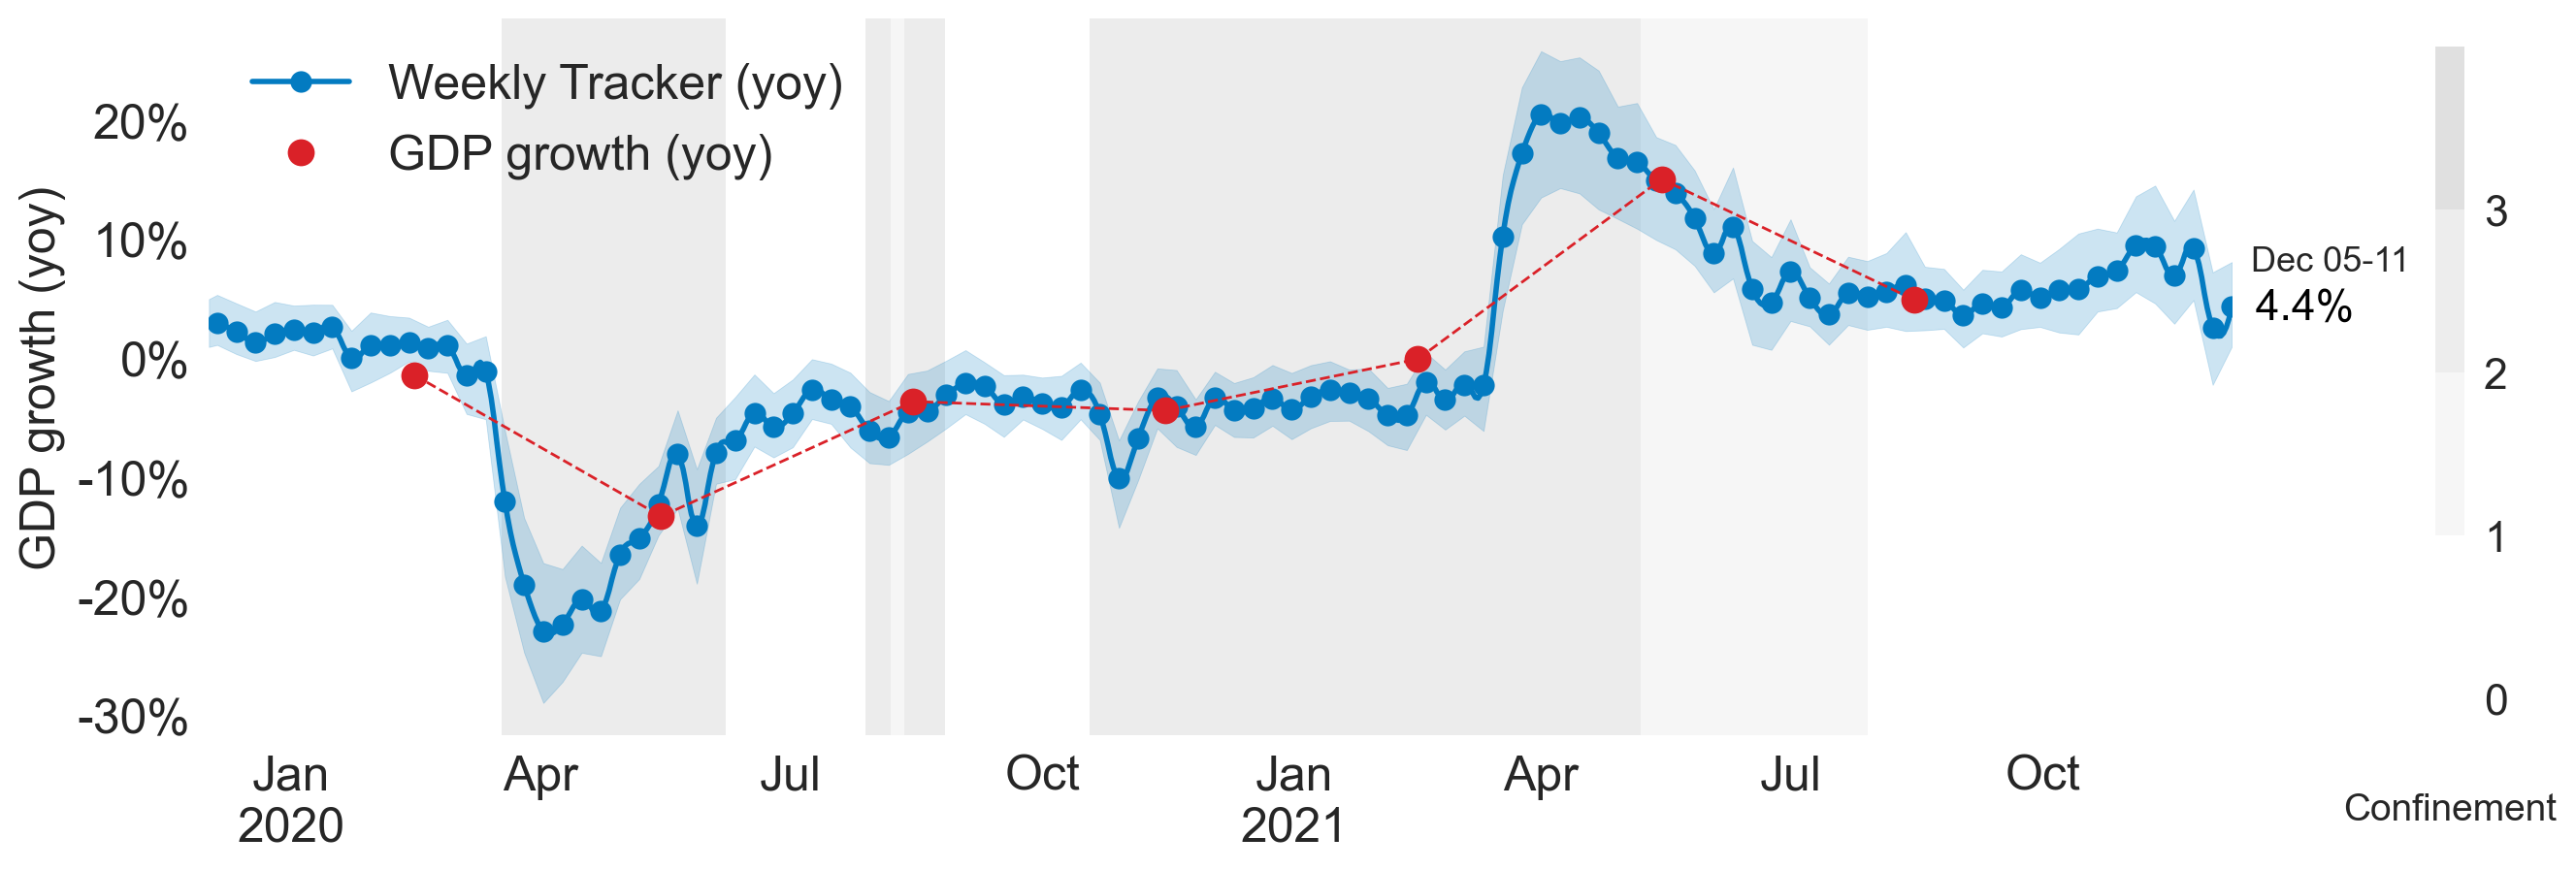 Weekly Tracker (yoy)
GDP growth (yoy)
GDP growth (yoy)
20%
10%
0%
-10%
-20%
-30%
Jan
2020
Apr
Jul
Oct
Jan
2021
Apr
Jul
Oct
Dec 05-11
4.4%
3
2
1
0
Confinement